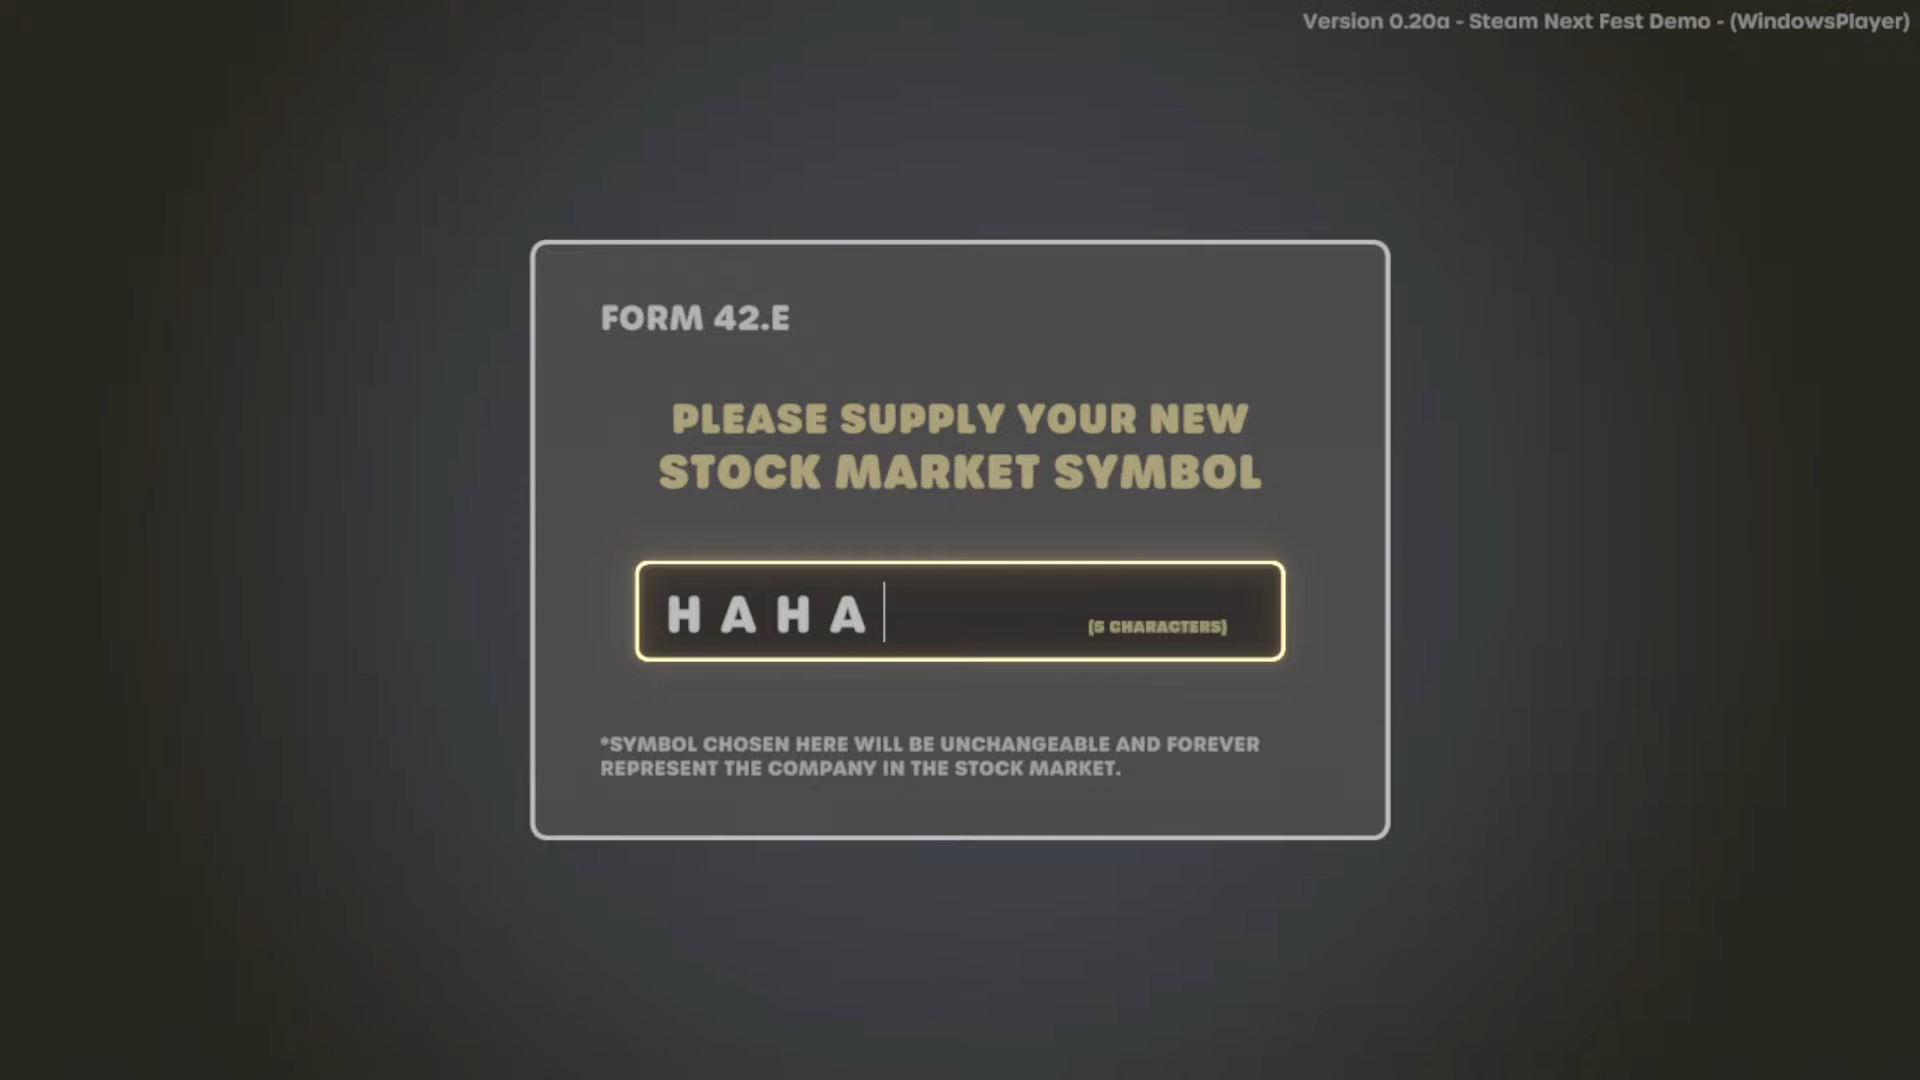 Version 0.20a - Steam Next Fest Demo - (WindowsPlayer)
FORM 42.E
PLEASE SUPPLY YOUR NEW
STOCK MARKET SYMBOL
HAHA
(5 CHARACTERS)
*SYMBOL CHOSEN HERE WILL BE UNCHANGEABLE AND FOREVER
REPRESENT THE COMPANY IN THE STOCK MARKET.